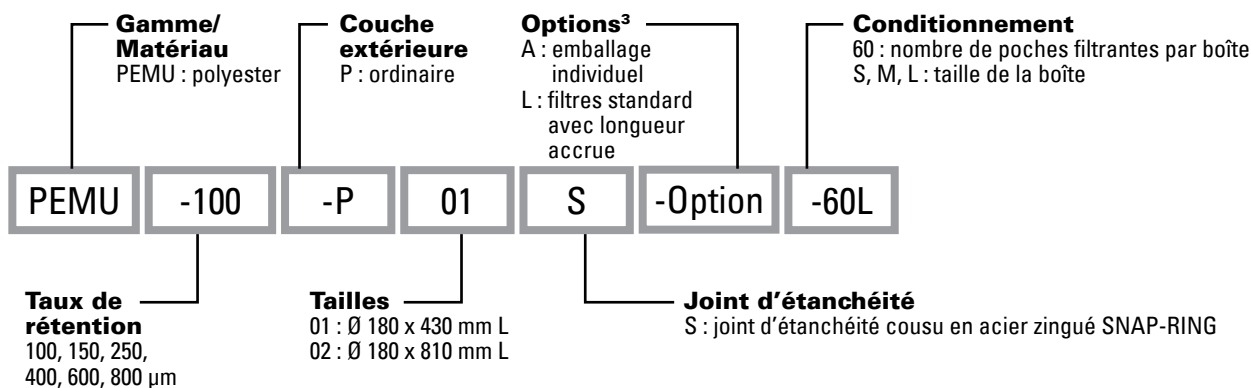 Gamme/
Matériau
PEMU : polyester
Couche
extérieure
P : ordinaire
Options³
A : emballage
individuel
L : filtres standard
avec longueur
accrue
Conditionnement
60 : nombre de poches filtrantes par boîte
S, M, L : taille de la boîte
PEMU -100 -P 01 S -Option -60L
Taux de
rétention
100, 150, 250,
400, 600, 800 µm
Tailles
01 : Ø 180 x 430 mm L
02 : Ø 180 x 810 mm L
Joint d'étanchéité
S : joint d'étanchéité cousu en acier zingué SNAP-RING